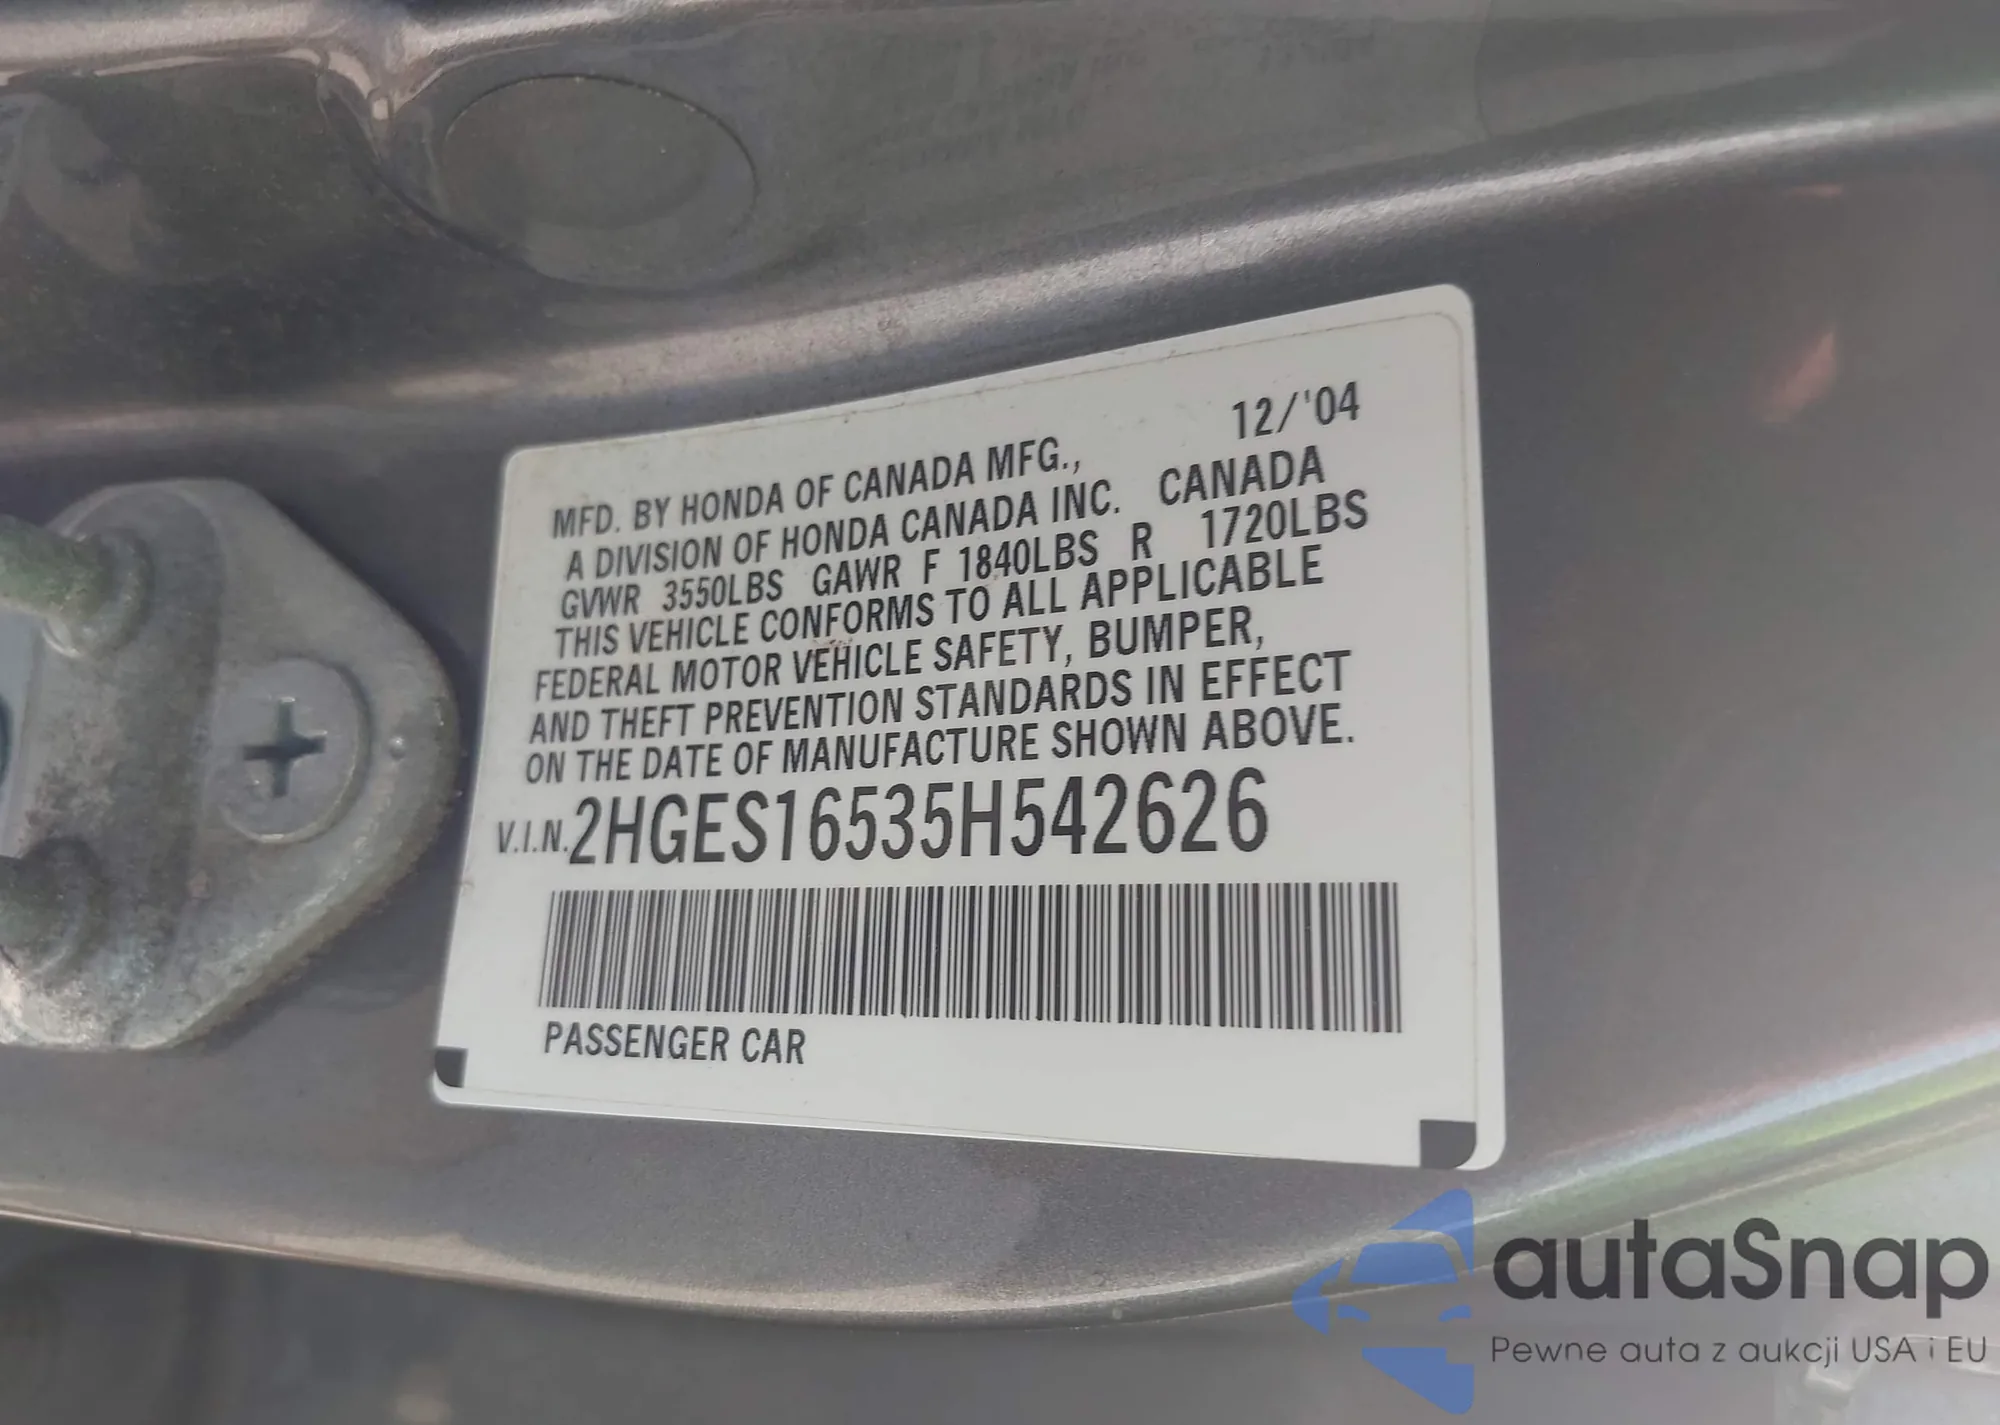 12/'04
MFD. BY HONDA OF CANADA MFG.,
A DIVISION OF HONDA CANADA INC. CANADA
GVWR 3550LBS GAWR F 1840LBS R 1720LBS
THIS VEHICLE CONFORMS TO ALL APPLICABLE
FEDERAL MOTOR VEHICLE SAFETY, BUMPER,
AND THEFT PREVENTION STANDARDS IN EFFECT
ON THE DATE OF MANUFACTURE SHOWN ABOVE.
V.I.N. 2HGES16535H542626
PASSENGER CAR
autaSnap
Pewne auta z aukcji USA i EU